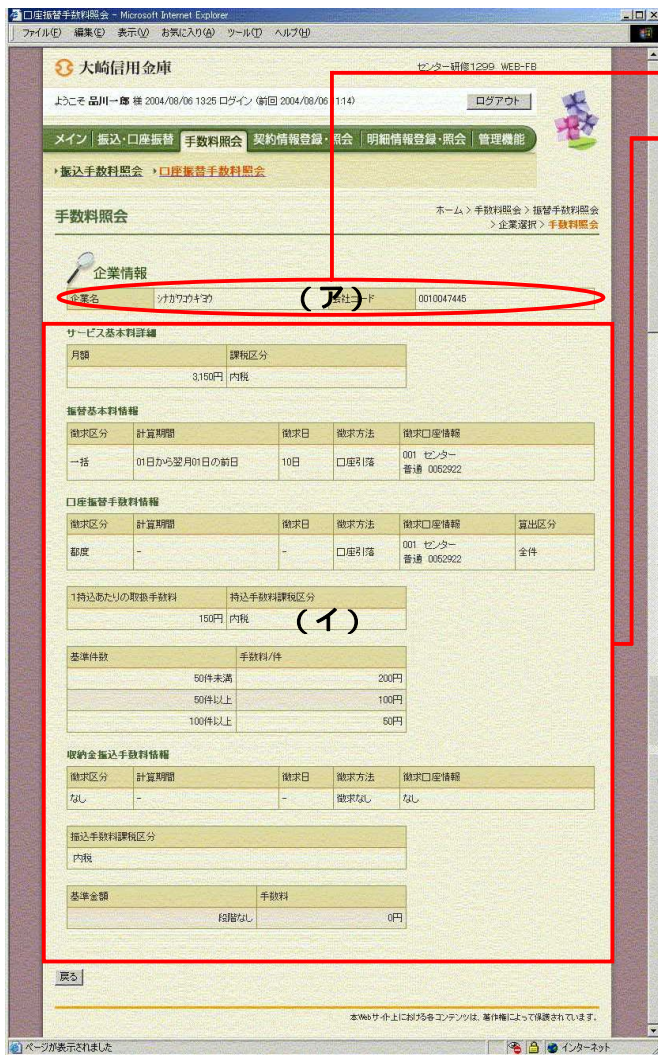 口座振替手数料照会 - Microsoft Internet Explorer
ファイル(F) 編集(E) 表示(V) お気に入り(A) ツール(T) ヘルプ(H)
大崎信用金庫
センター研修1299 WEB-FB
ようこそ 品川一郎 様 2004/08/06 13:25 ログイン (前回 2004/08/06 11:14)
ログアウト
メイン 振込・口座振替 手数料照会 契約情報登録・照会 明細情報登録・照会 管理機能
振込手数料照会 口座振替手数料照会
手数料照会
ホーム > 手数料照会 > 振替手数料照会
> 企業選択 > 手数料照会
企業情報
企業名 シナガワコウギヨウ (ア) 会社コード 0010047445
サービス基本料詳細
月額 課税区分
3,150円 内税
振替基本料情報
徴求区分 計算期間 徴求日 徴求方法 徴求口座情報
一括 01日から翌月01日の前日 10日 口座引落 001 センター
普通 0052922
口座振替手数料情報
徴求区分 計算期間 徴求日 徴求方法 徴求口座情報 算出区分
都度 - - 口座引落 001 センター 全件
普通 0052922
1持込あたりの取扱手数料 持込手数料課税区分
150円 内税
(イ)
基準件数 手数料/件
50件未満 200円
50件以上 100円
100件以上 50円
収納金振込手数料情報
徴求区分 計算期間 徴求日 徴求方法 徴求口座情報
なし - - 徴求なし なし
振込手数料課税区分
内税
基準金額 手数料
段階なし 0円
戻る
本Webサイト上における各コンテンツは、著作権によって保護されています。
ページが表示されました
インターネット